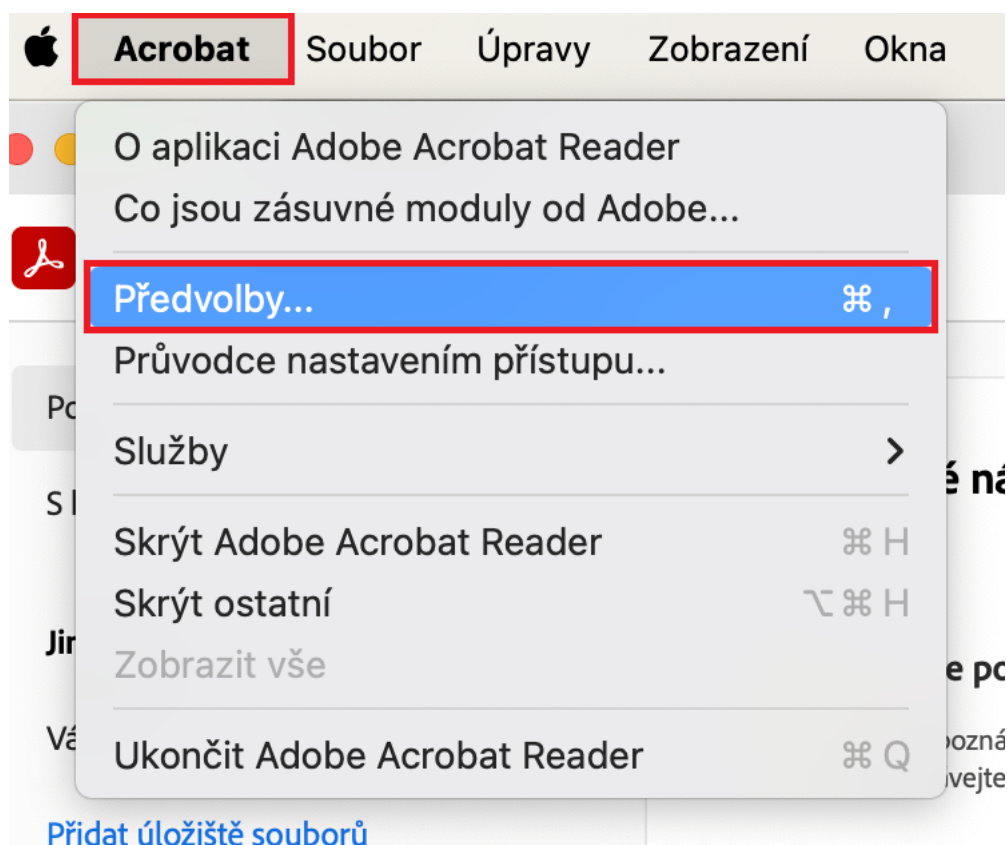 Acrobat Soubor Úpravy Zobrazení Okna
O aplikaci Adobe Acrobat Reader
Co jsou zásuvné moduly od Adobe...
Předvolby... ⌘ ,
Průvodce nastavením přístupu...
Služby
Skrýt Adobe Acrobat Reader ⌘ H
Skrýt ostatní ⌥ ⌘ H
Zobrazit vše
Ukončit Adobe Acrobat Reader ⌘ Q
Přidat úložiště souborů